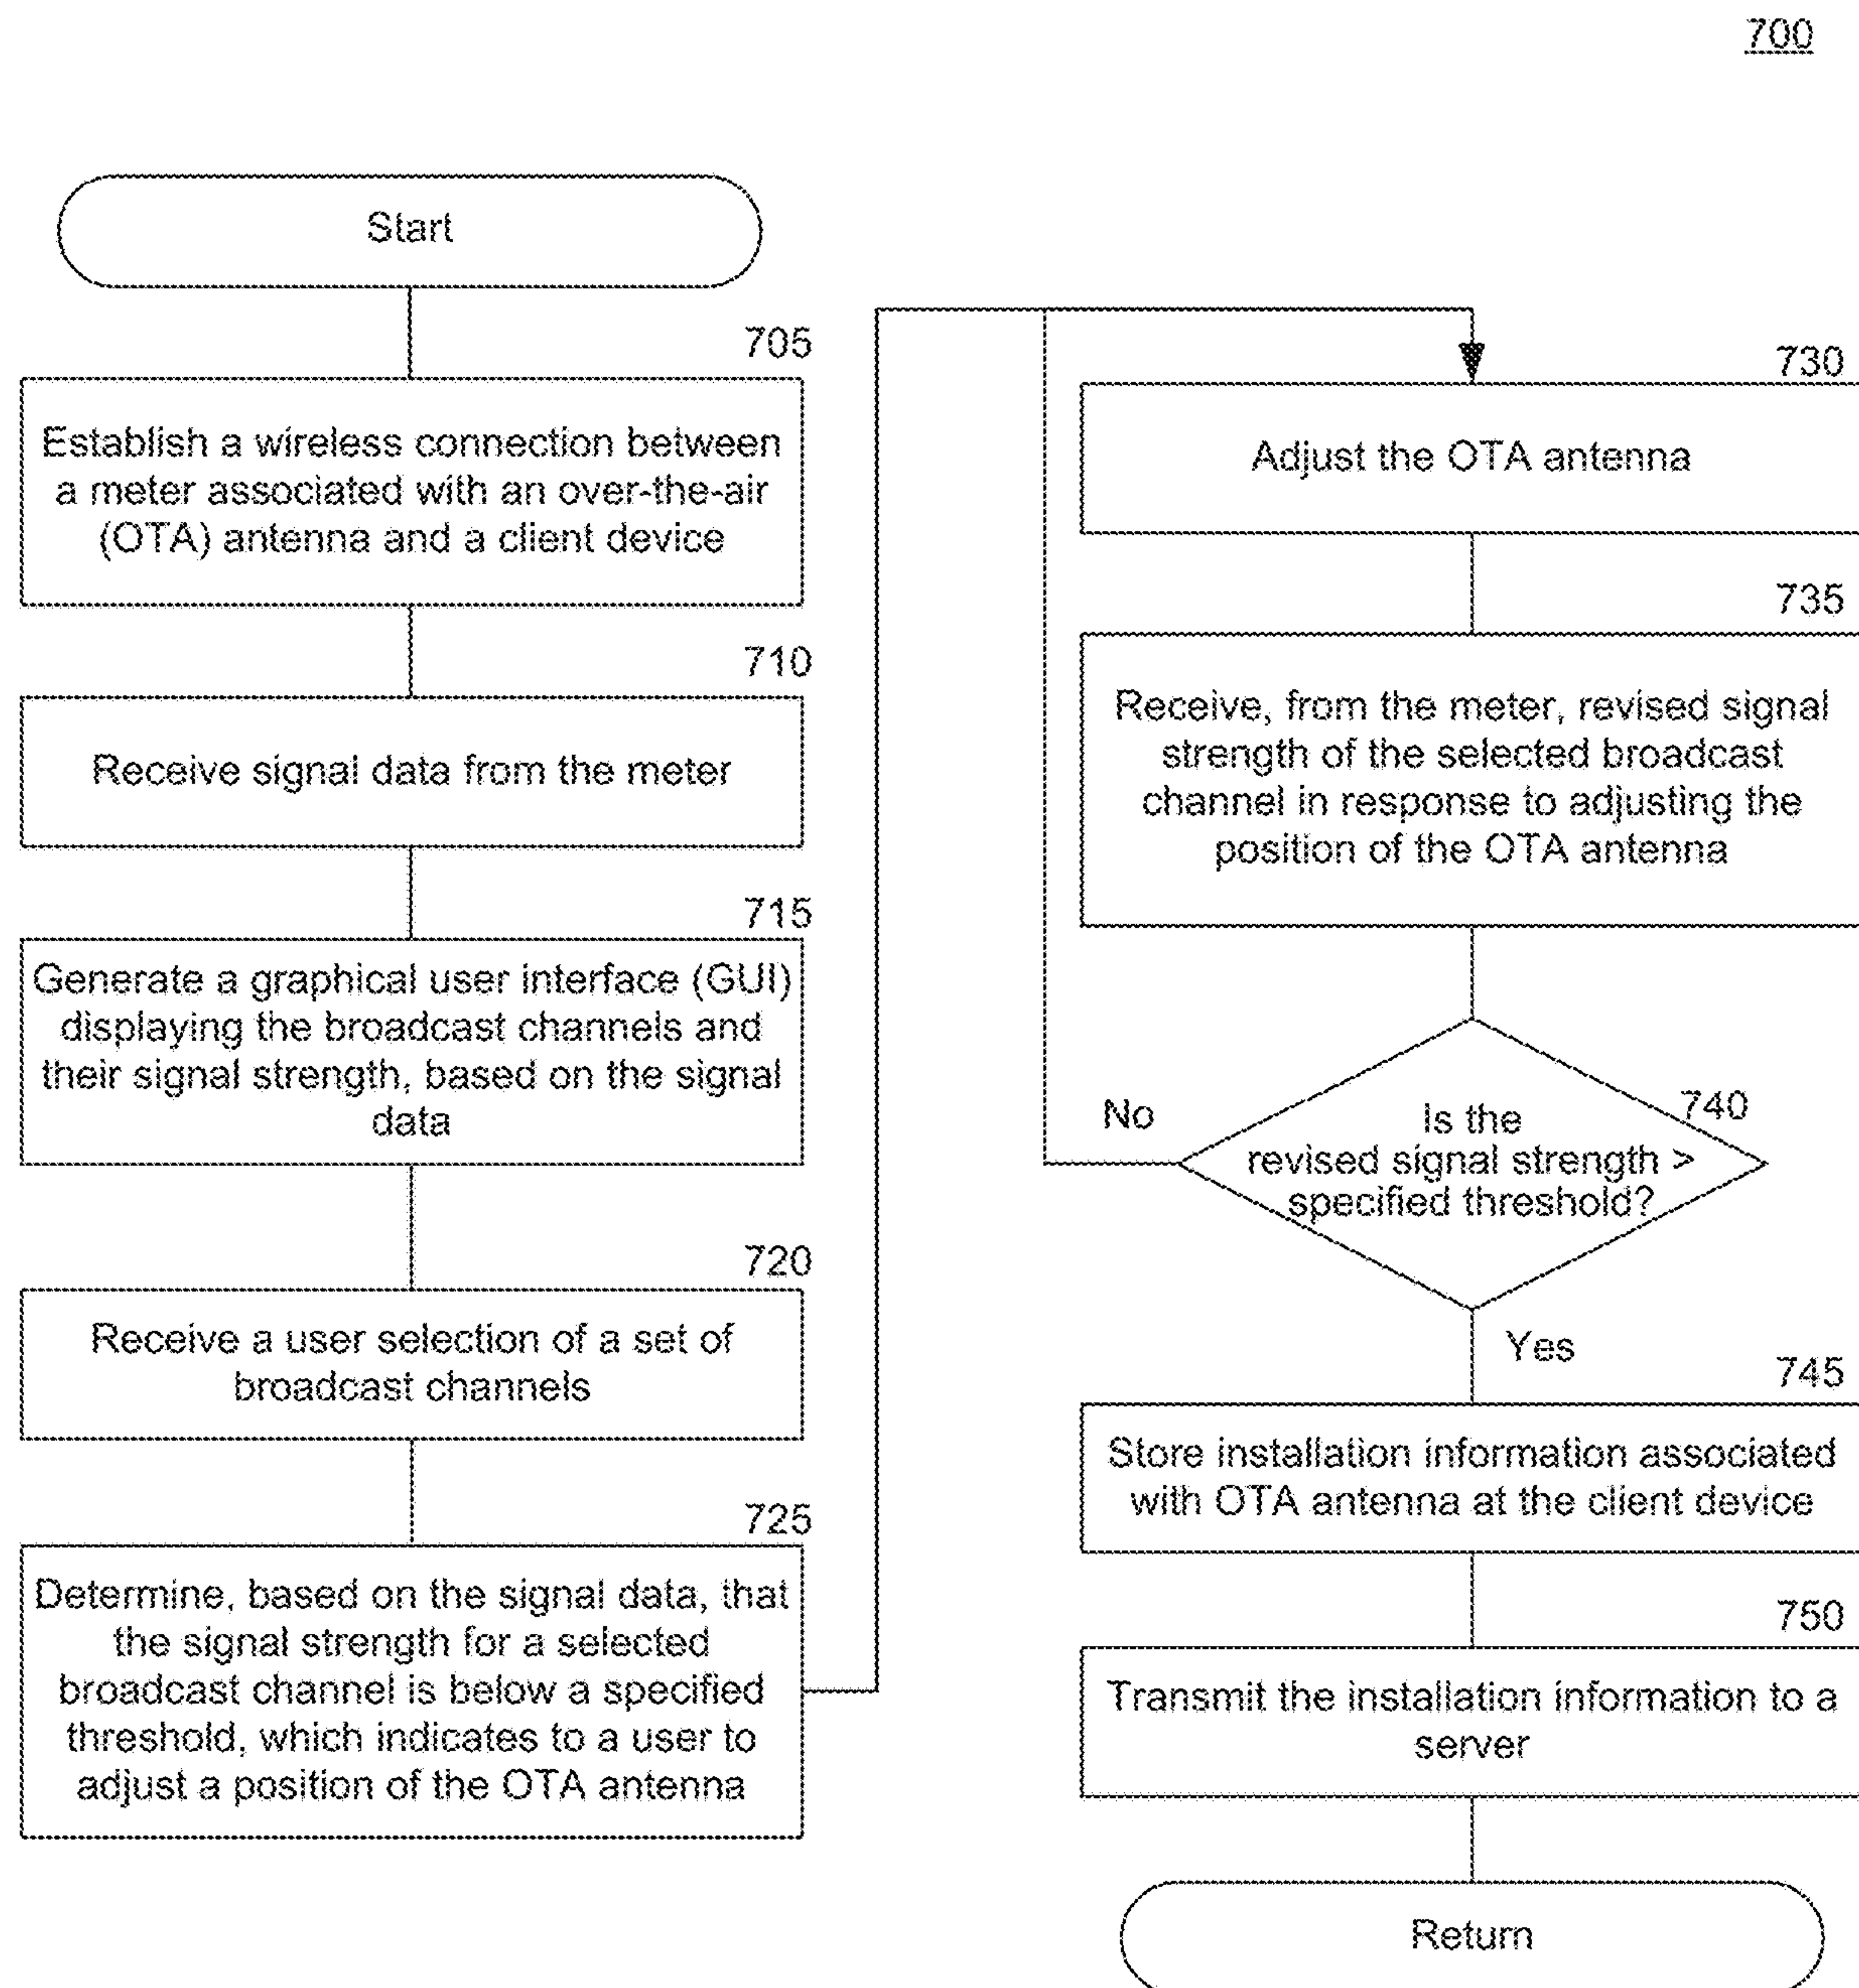 700
Start
705
Establish a wireless connection between
a meter associated with an over-the-air
(OTA) antenna and a client device
710
Receive signal data from the meter
715
Generate a graphical user interface (GUI)
displaying the broadcast channels and
their signal strength, based on the signal
data
720
Receive a user selection of a set of
broadcast channels
725
Determine, based on the signal data, that
the signal strength for a selected
broadcast channel is below a specified
threshold, which indicates to a user to
adjust a position of the OTA antenna
730
Adjust the OTA antenna
735
Receive, from the meter, revised signal
strength of the selected broadcast
channel in response to adjusting the
position of the OTA antenna
740
Is the
revised signal strength >
specified threshold?
No
Yes
745
Store installation information associated
with OTA antenna at the client device
750
Transmit the installation information to a
server
Return